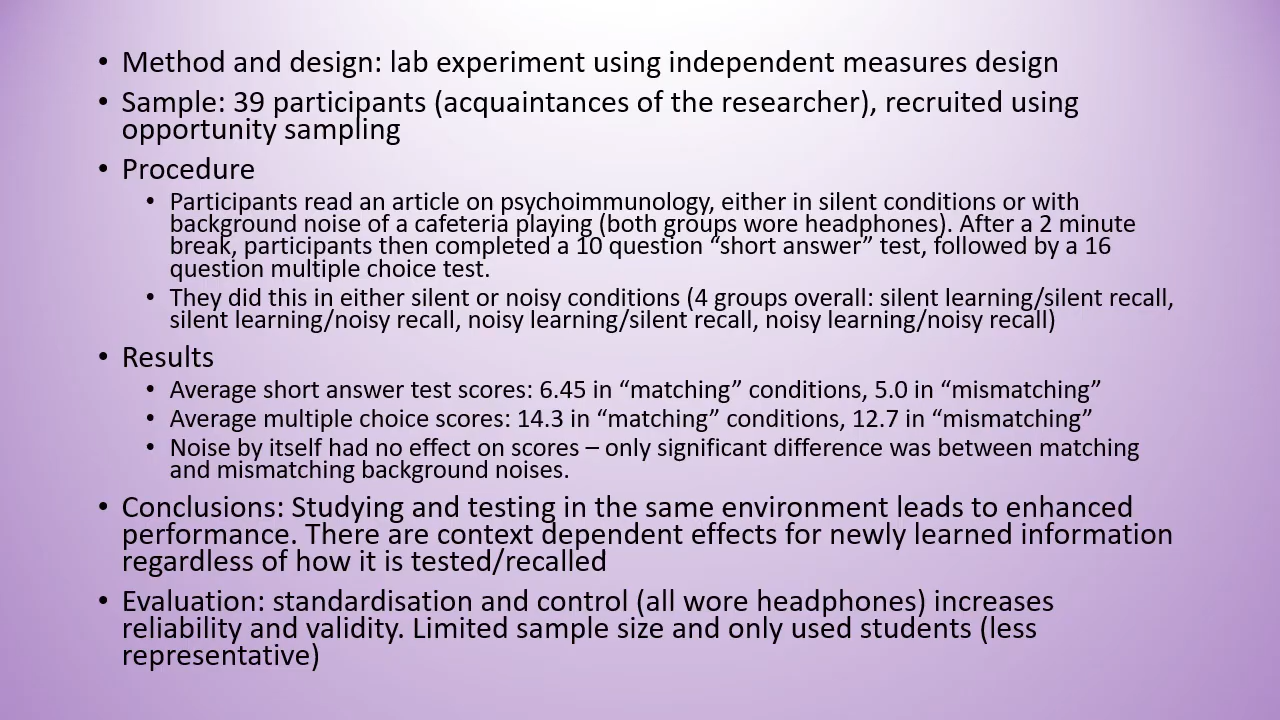 • Method and design: lab experiment using independent measures design
• Sample: 39 participants (acquaintances of the researcher), recruited using
opportunity sampling
• Procedure
• Participants read an article on psychoimmunology, either in silent conditions or with
background noise of a cafeteria playing (both groups wore headphones). After a 2 minute
break, participants then completed a 10 question “short answer” test, followed by a 16
question multiple choice test.
• They did this in either silent or noisy conditions (4 groups overall: silent learning/silent recall,
silent learning/noisy recall, noisy learning/silent recall, noisy learning/noisy recall)
• Results
• Average short answer test scores: 6.45 in “matching” conditions, 5.0 in “mismatching”
• Average multiple choice scores: 14.3 in “matching” conditions, 12.7 in “mismatching”
• Noise by itself had no effect on scores – only significant difference was between matching
and mismatching background noises.
• Conclusions: Studying and testing in the same environment leads to enhanced
performance. There are context dependent effects for newly learned information
regardless of how it is tested/recalled
• Evaluation: standardisation and control (all wore headphones) increases
reliability and validity. Limited sample size and only used students (less
representative)